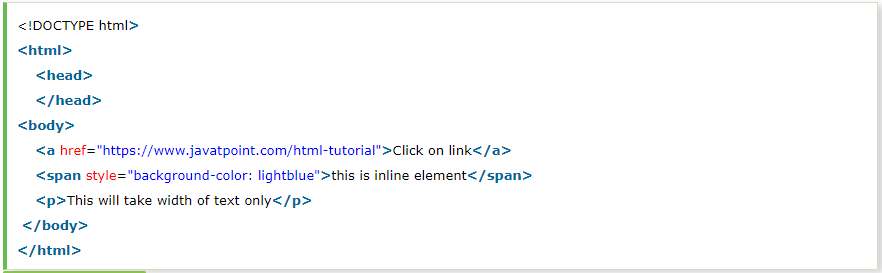 <!DOCTYPE html>
<html>
<head>
</head>
<body>
<a href="https://www.javatpoint.com/html-tutorial">Click on link</a>
<span style="background-color: lightblue">this is inline element</span>
<p>This will take width of text only</p>
</body>
</html>